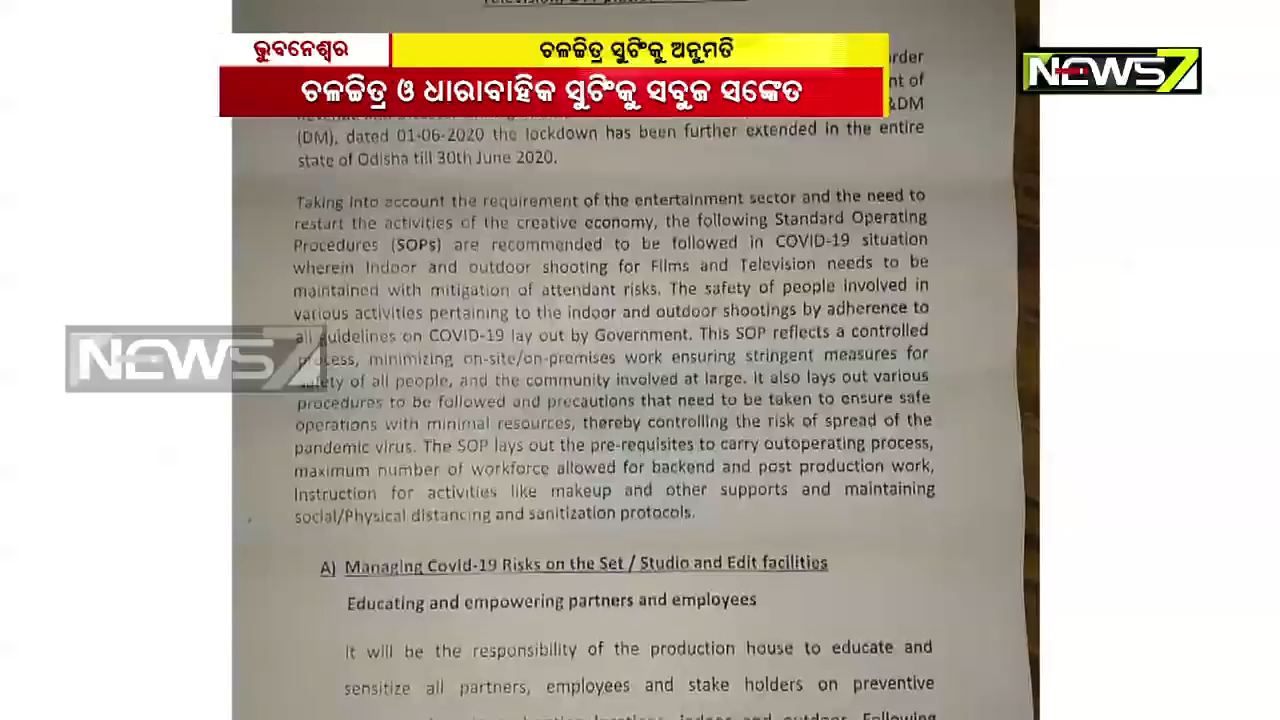 ଭୁବନେଶ୍ୱର
ଚଳଚ୍ଚିତ୍ର ସୁଟିଂକୁ ଅନୁମତି
ଚଳଚ୍ଚିତ୍ର ଓ ଧାରାବାହିକ ସୁଟିଂକୁ ସବୁଜ ସଙ୍କେତ
NEWS7
order
nt of
&DM
(DM), dated 01-06-2020 the lockdown has been further extended in the entire
state of Odisha till 30th June 2020.
Taking into account the requirement of the entertainment sector and the need to
restart the activities of the creative economy, the following Standard Operating
Procedures (SOPs) are recommended to be followed in COVID-19 situation
wherein Indoor and outdoor shooting for Films and Television needs to be
maintained with mitigation of attendant risks. The safety of people involved in
various activities pertaining to the indoor and outdoor shootings by adherence to
all guidelines on COVID-19 lay out by Government. This SOP reflects a controlled
process, minimizing on-site/on-premises work ensuring stringent measures for
safety of all people, and the community involved at large. It also lays out various
procedures to be followed and precautions that need to be taken to ensure safe
operations with minimal resources, thereby controlling the risk of spread of the
pandemic virus. The SOP lays out the pre-requisites to carry outoperating process,
maximum number of workforce allowed for backend and post production work,
Instruction for activities like makeup and other supports and maintaining
social/Physical distancing and sanitization protocols.
NEWS7
A) Managing Covid-19 Risks on the Set / Studio and Edit facilities
Educating and empowering partners and employees
It will be the responsibility of the production house to educate and
sensitize all partners, employees and stake holders on preventive
indoor and outdoor. Following